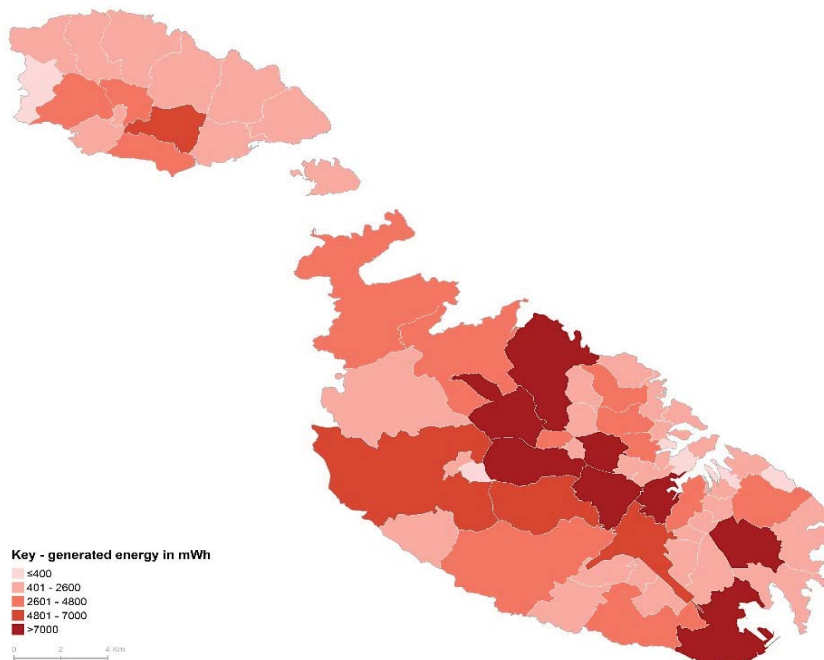 Key - generated energy in mWh
≤400
401 - 2600
2601 - 4800
4801 - 7000
>7000
0 2 4 Km